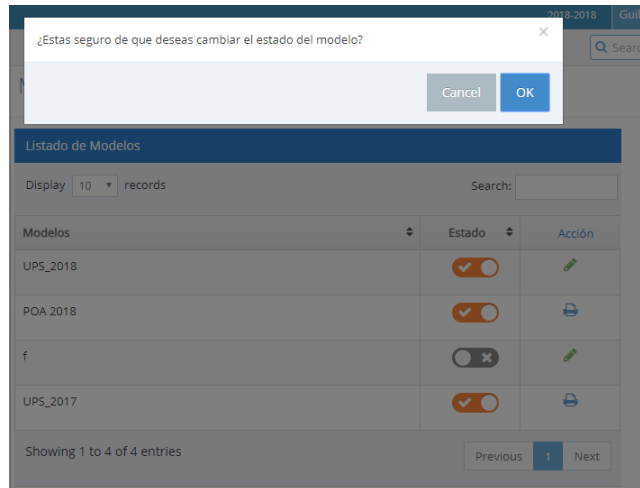 2018-2018
¿Estas seguro de que deseas cambiar el estado del modelo?
×
Cancel
OK
Listado de Modelos
Display 10 records
Search:
Modelos Estado Acción
UPS_2018
POA 2018
f
UPS_2017
Showing 1 to 4 of 4 entries
Previous 1 Next